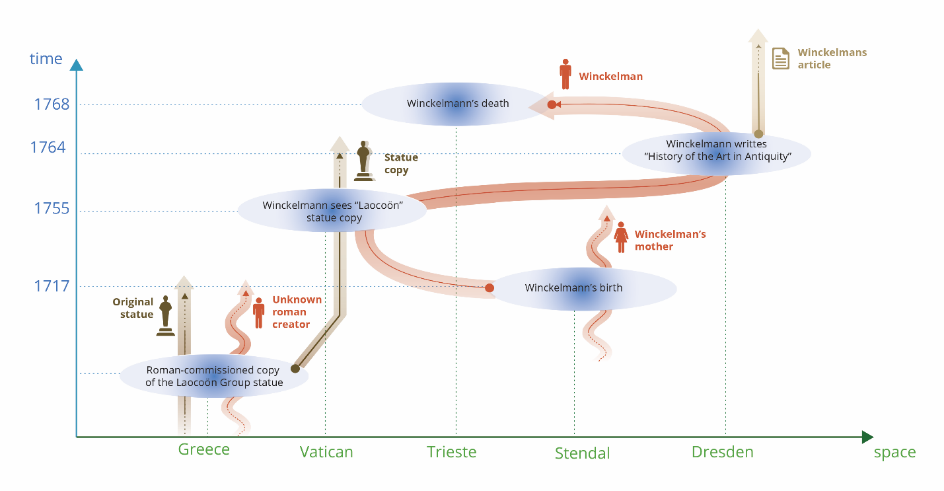 Winckelmans
article
time
Winckelman
1768
Winckelmann's death
1764
Winckelmann writtes
"History of the Art in Antiquity"
Statue
copy
1755
Winckelmann sees "Laocoön"
statue copy
Winckelman's
mother
1717
Winckelmann's birth
Original
statue
Unknown
roman
creator
Roman-commissioned copy
of the Laocoön Group statue
Greece
Vatican
Trieste
Stendal
Dresden
space